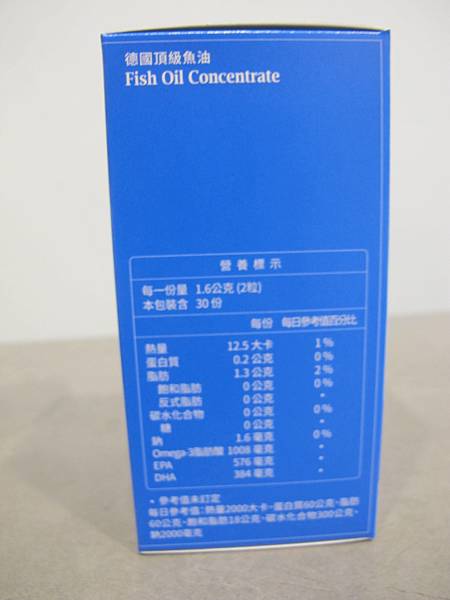 德國頂級魚油
Fish Oil Concentrate
營養標示
每一份量 1.6公克 (2粒)
本包裝含 30 份
每份 每日參考值百分比
熱量 12.5 大卡 1%
蛋白質 0.2 公克 0%
脂肪 1.3 公克 2%
飽和脂肪 0 公克 0%
反式脂肪 0 公克 *
碳水化合物 0 公克 0%
糖 0 公克 *
鈉 1.6 毫克 0%
Omega-3脂肪酸 1008 毫克 *
EPA 576 毫克 *
DHA 384 毫克 *
* 參考值未訂定
每日參考值：熱量2000大卡、蛋白質60公克、脂肪
60公克、飽和脂肪18公克、碳水化合物300公克、
鈉2000毫克